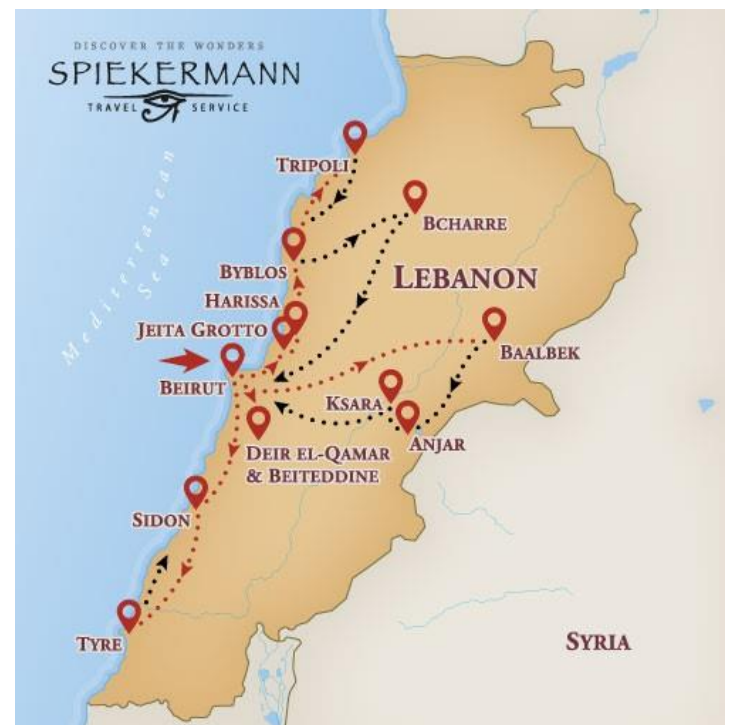 DISCOVER THE WONDERS
SPIEKERMANN
TRAVEL SERVICE
Mediterranean
Sea
TRIPOLI
BCHARRE
BYBLOS
LEBANON
HARISSA
JEITA GROTTO
BAALBEK
BEIRUT
KSARA
ANJAR
DEIR EL-QAMAR
& BEITEDDINE
SIDON
TYRE
SYRIA